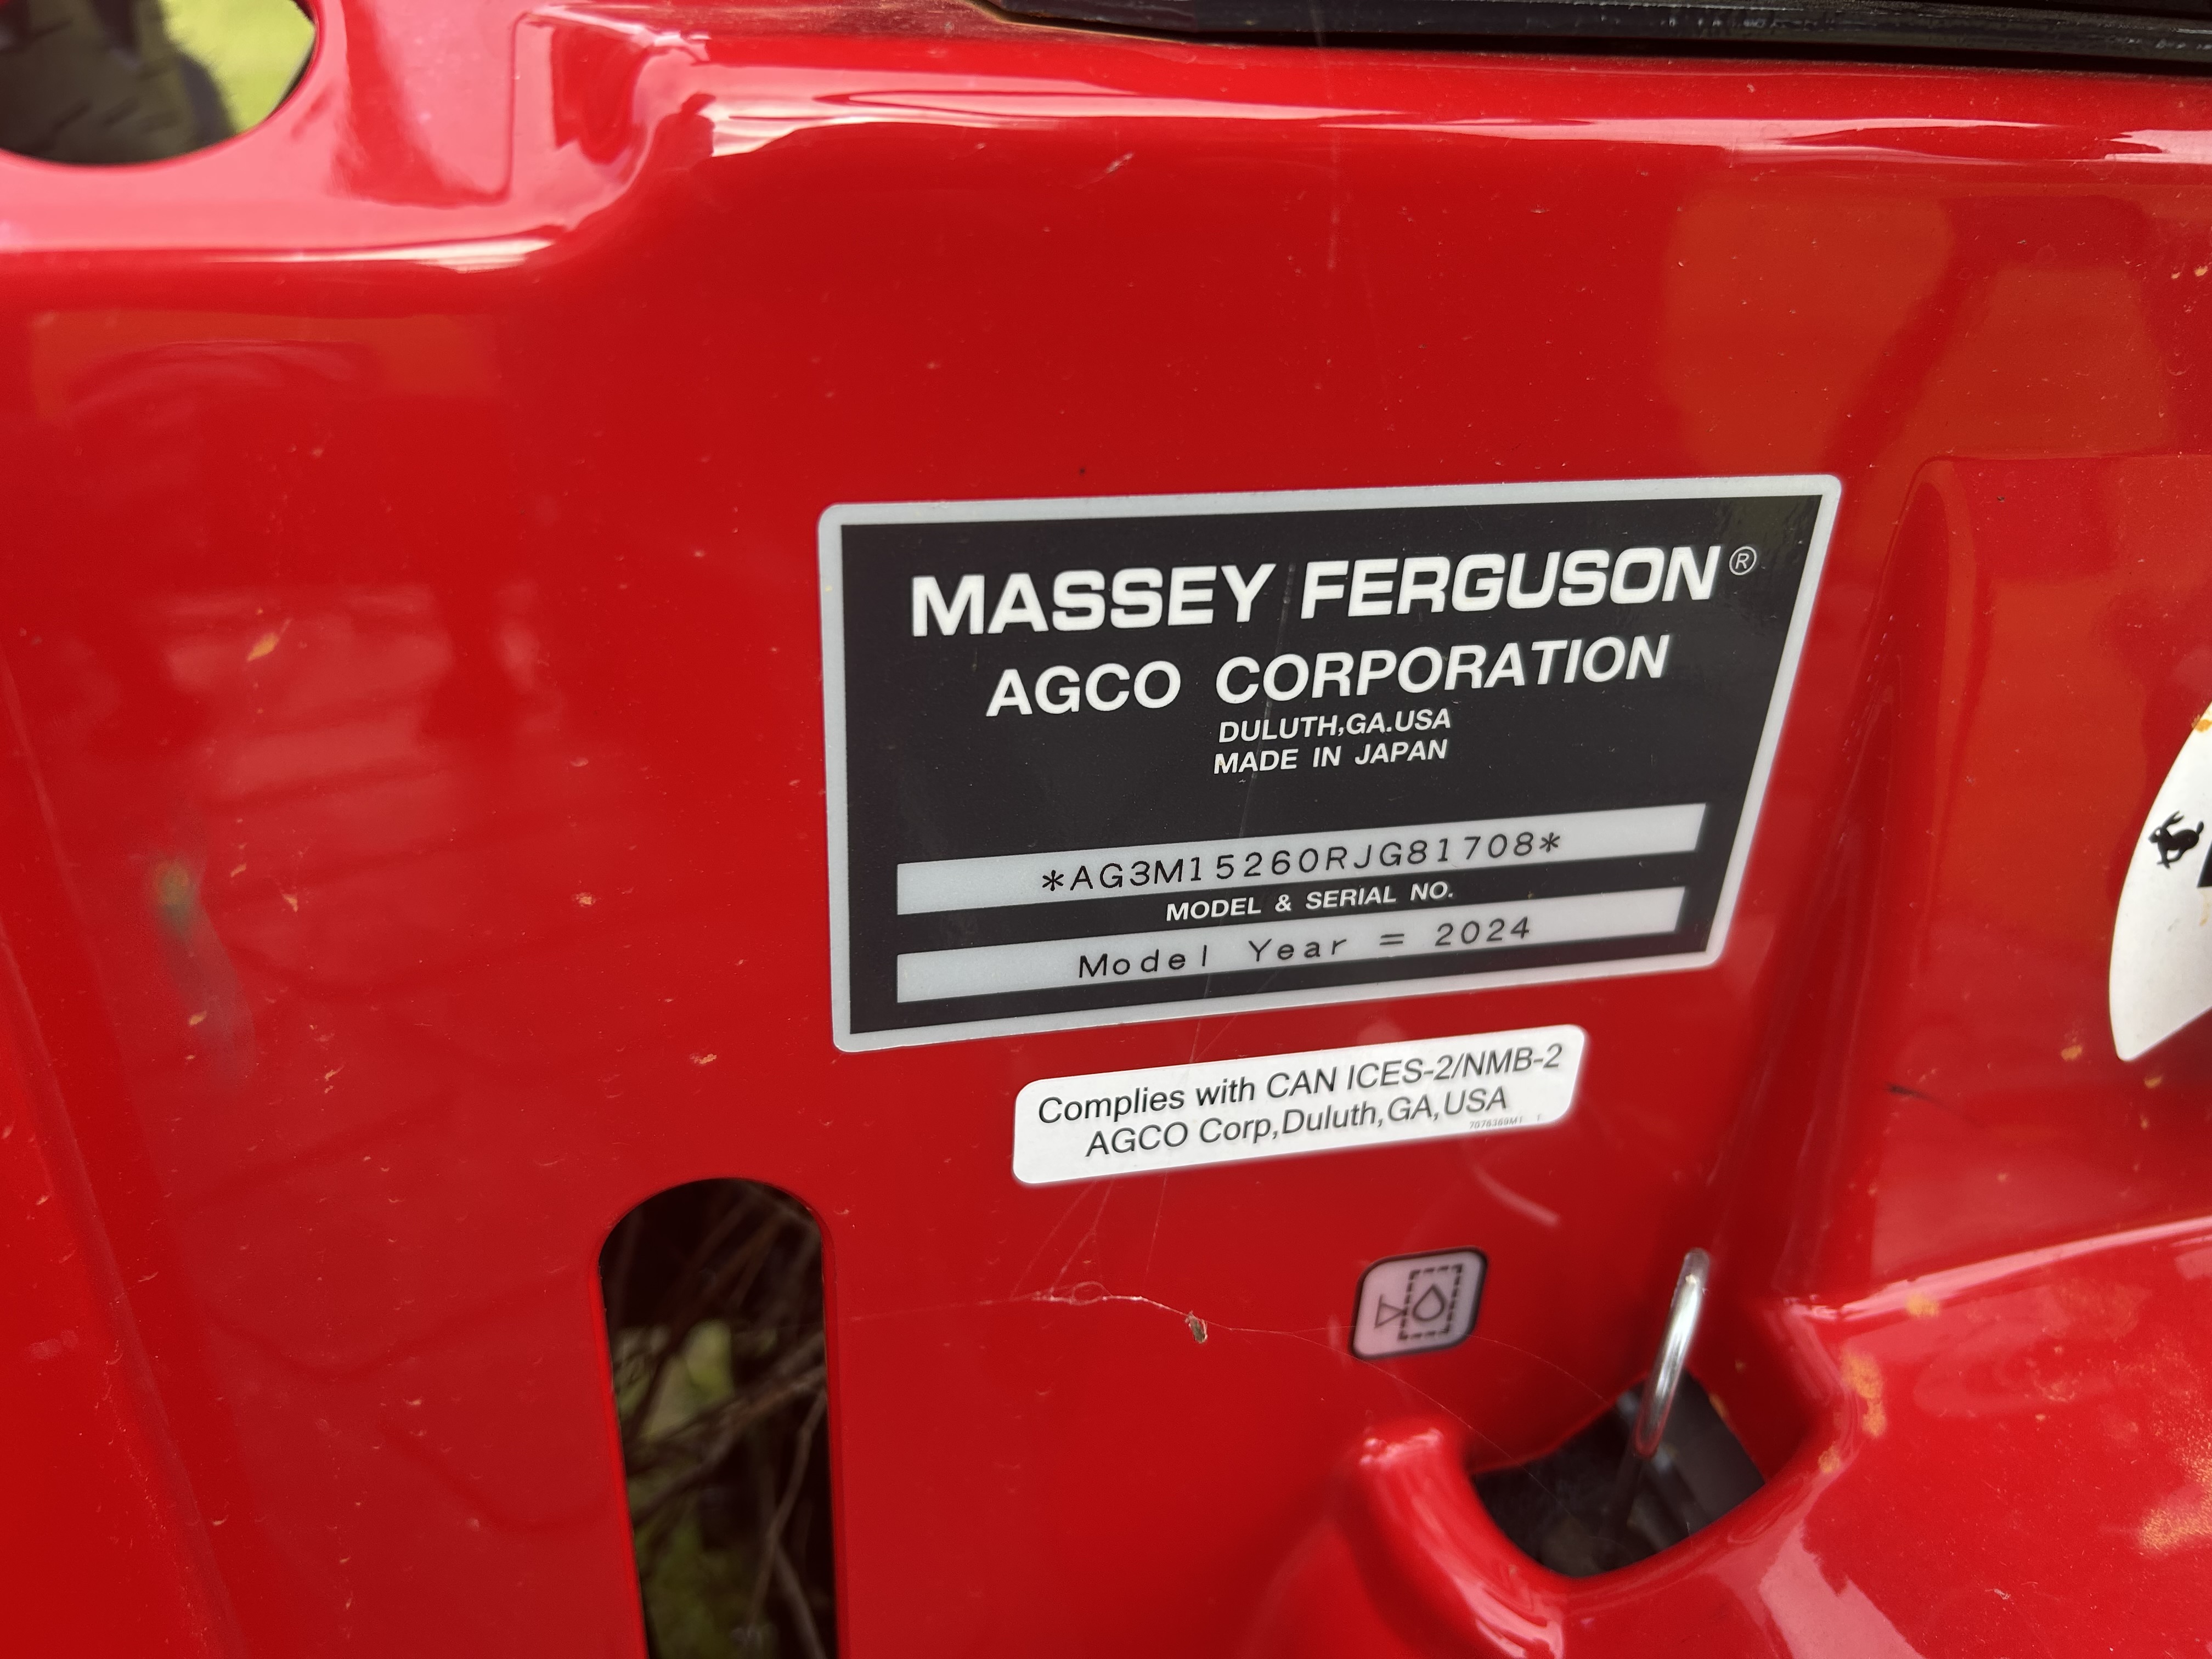 MASSEY FERGUSON®
AGCO CORPORATION
DULUTH,GA.USA
MADE IN JAPAN
*AG3M15260RJG81708*
MODEL & SERIAL NO.
Model Year = 2024
Complies with CAN ICES-2/NMB-2
AGCO Corp,Duluth,GA,USA